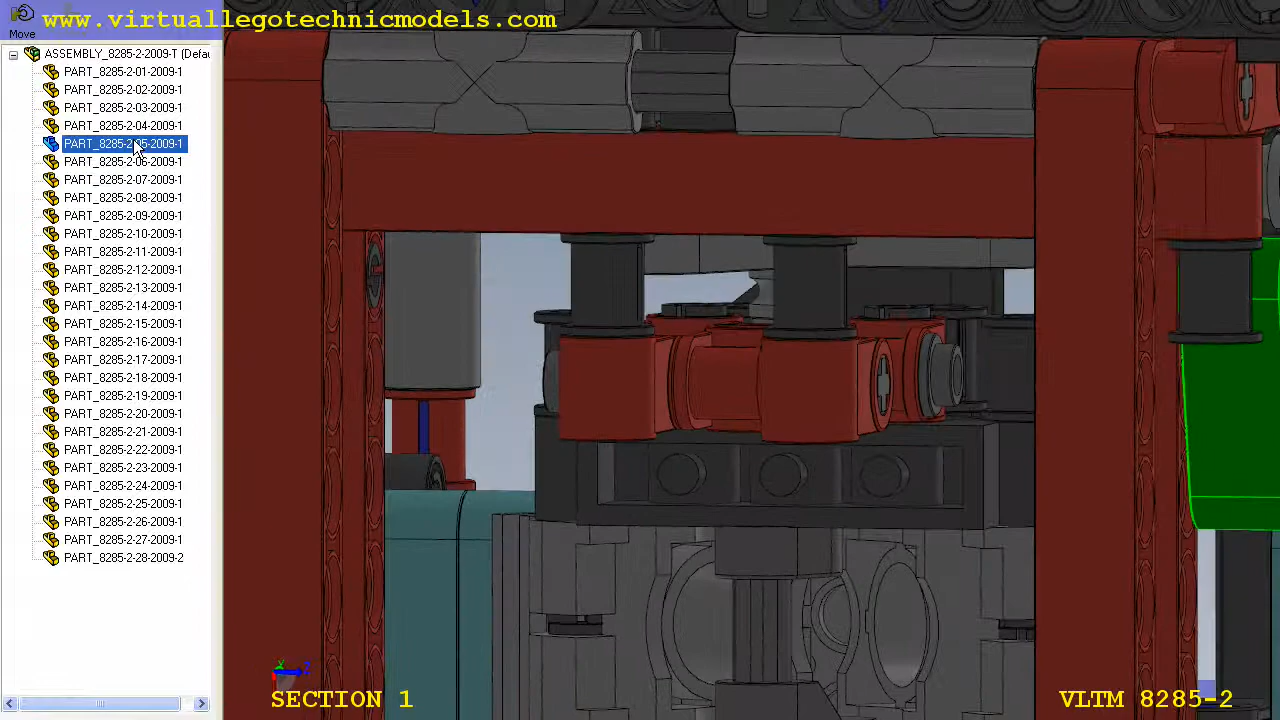 www.virtuallegotechnicmodels.com
Move
ASSEMBLY_8285-2-2009-T (Defau
PART_8285-2-01-2009-1
PART_8285-2-02-2009-1
PART_8285-2-03-2009-1
PART_8285-2-04-2009-1
PART_8285-2-05-2009-1
PART_8285-2-06-2009-1
PART_8285-2-07-2009-1
PART_8285-2-08-2009-1
PART_8285-2-09-2009-1
PART_8285-2-10-2009-1
PART_8285-2-11-2009-1
PART_8285-2-12-2009-1
PART_8285-2-13-2009-1
PART_8285-2-14-2009-1
PART_8285-2-15-2009-1
PART_8285-2-16-2009-1
PART_8285-2-17-2009-1
PART_8285-2-18-2009-1
PART_8285-2-19-2009-1
PART_8285-2-20-2009-1
PART_8285-2-21-2009-1
PART_8285-2-22-2009-1
PART_8285-2-23-2009-1
PART_8285-2-24-2009-1
PART_8285-2-25-2009-1
PART_8285-2-26-2009-1
PART_8285-2-27-2009-1
PART_8285-2-28-2009-2
SECTION 1
VLTM 8285-2